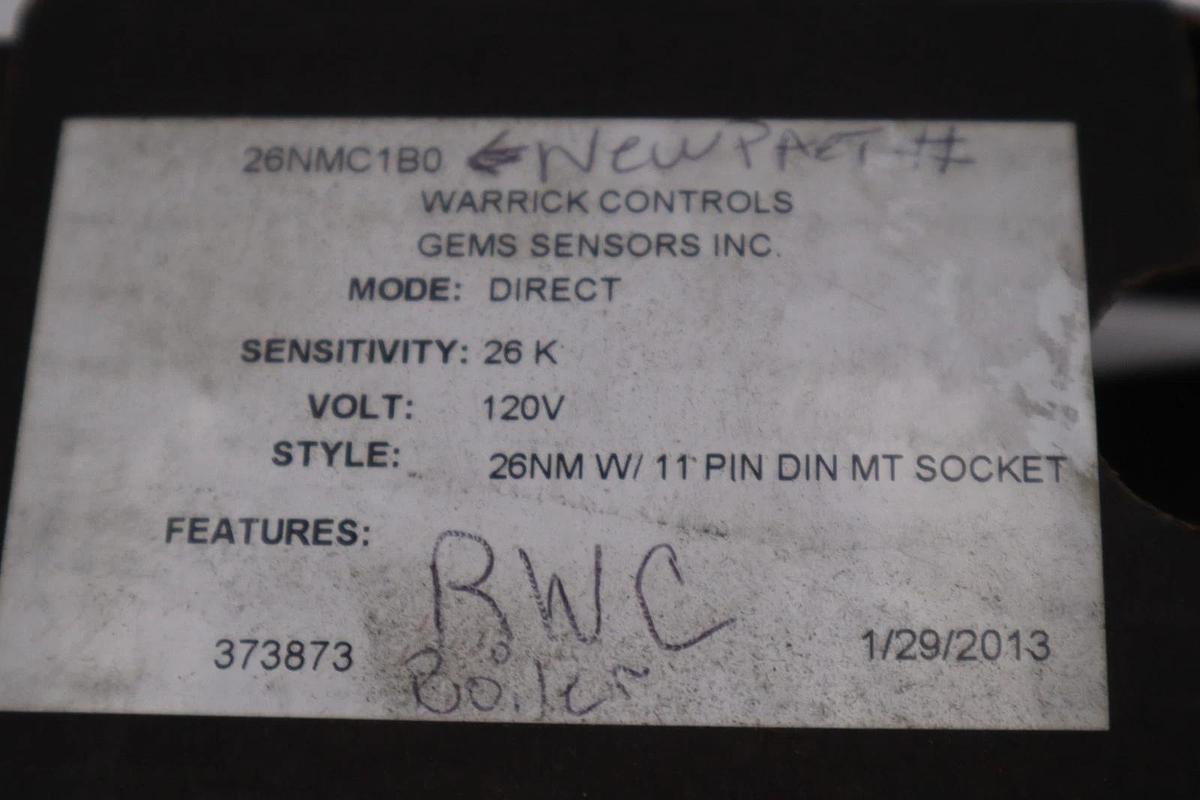 26NMC1B0 ← New PART #
WARRICK CONTROLS
GEMS SENSORS INC.
MODE: DIRECT
SENSITIVITY: 26 K
VOLT: 120V
STYLE: 26NM W/ 11 PIN DIN MT SOCKET
FEATURES:
RWC
Boiler
373873 1/29/2013